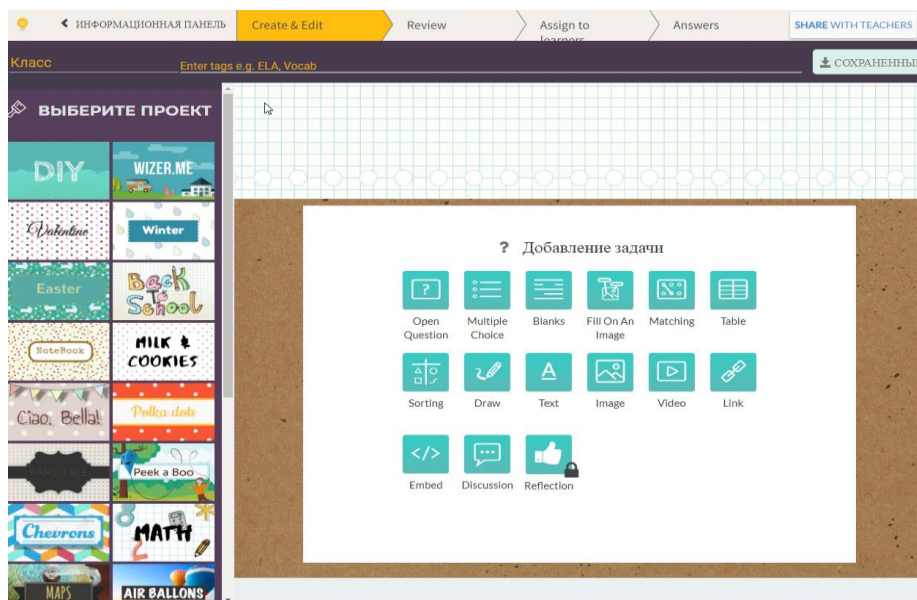 ИНФОРМАЦИОННАЯ ПАНЕЛЬ
Create & Edit
Review
Assign to
learners
Answers
SHARE WITH TEACHERS
Класс
Enter tags e.g. ELA, Vocab
СОХРАНЕННЫ
ВЫБЕРИТЕ ПРОЕКТ
DIY
WIZER.ME
Valentine
Winter
Easter
Back
To
School
NoteBook
MILK &
COOKIES
Ciao, Bella!
Polka dots
FAIRY TALE
Peek a Boo
Chevrons
MATH
MAPS
AIR BALLONS
? Добавление задачи
Open
Question
Multiple
Choice
Blanks
Fill On An
Image
Matching
Table
Sorting
Draw
Text
Image
Video
Link
Embed
Discussion
Reflection